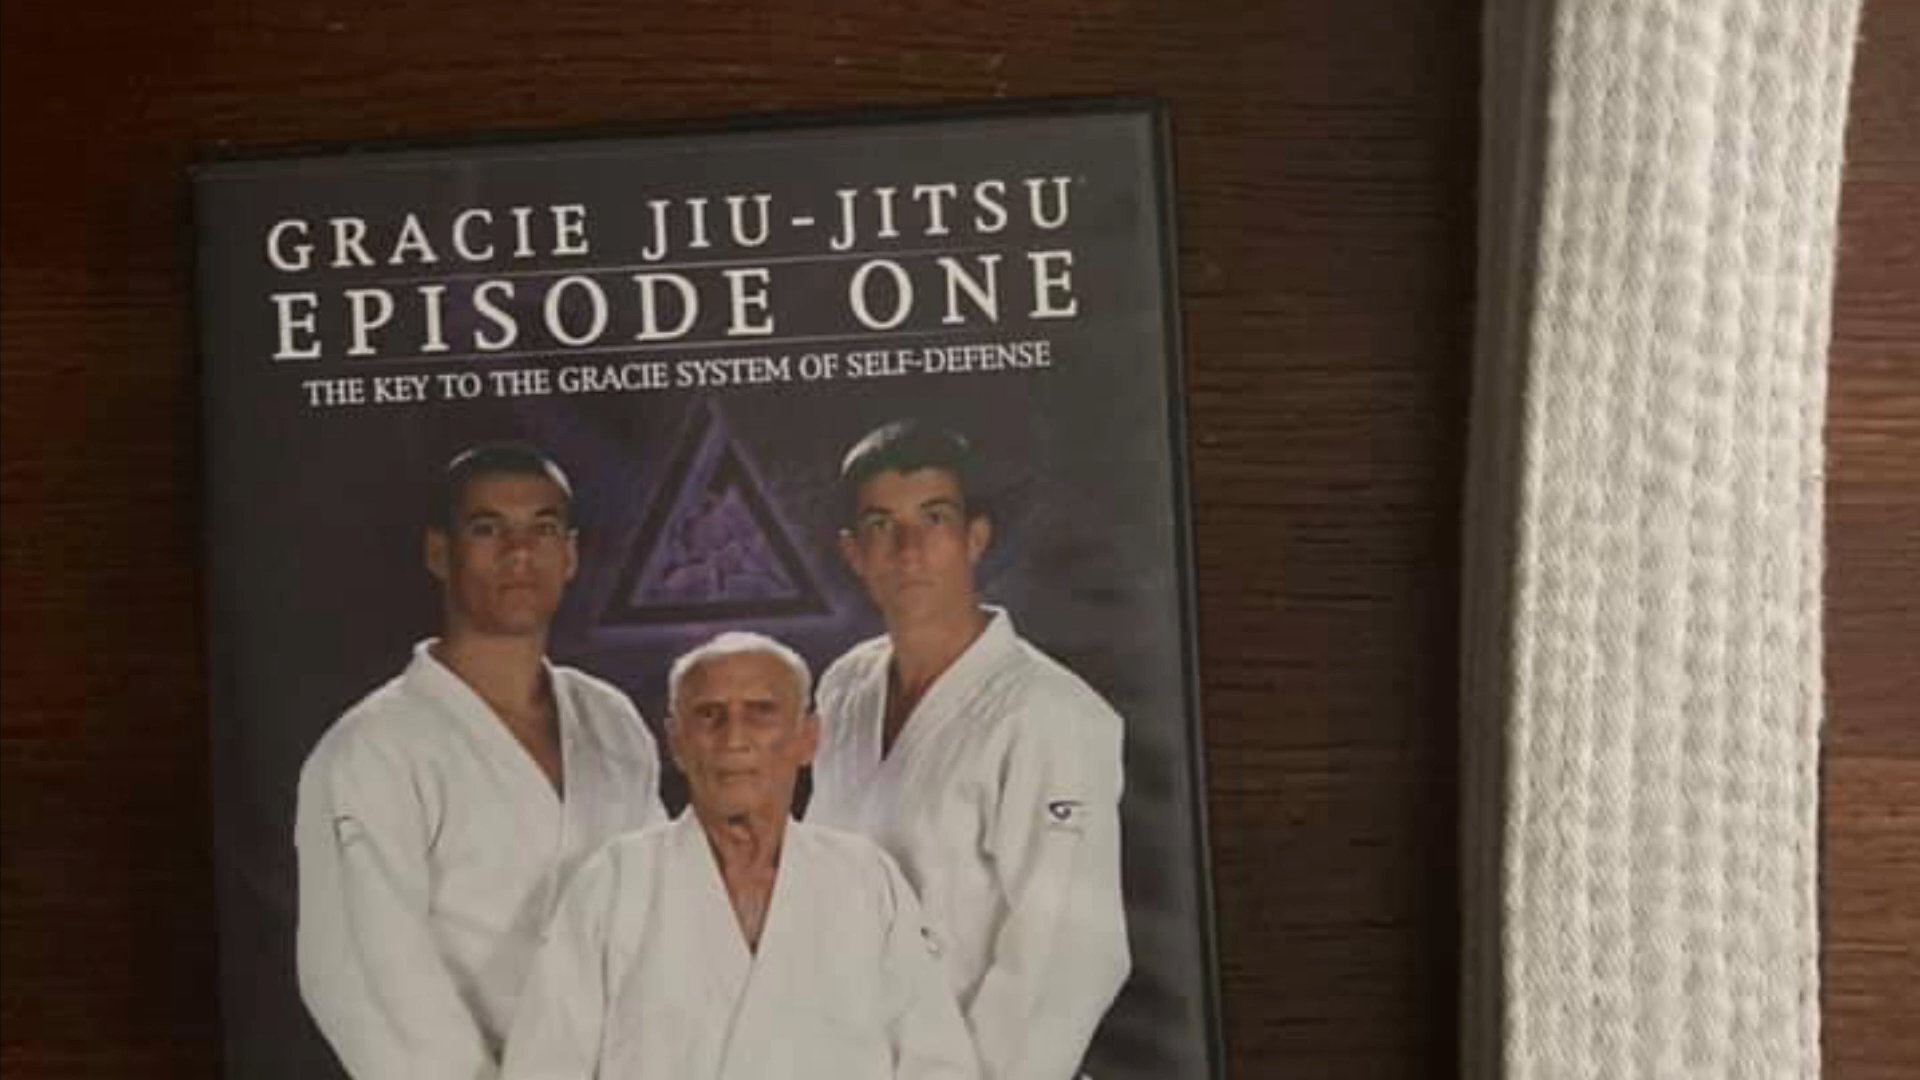 GRACIE JIU-JITSU
EPISODE ONE
THE KEY TO THE GRACIE SYSTEM OF SELF-DEFENSE